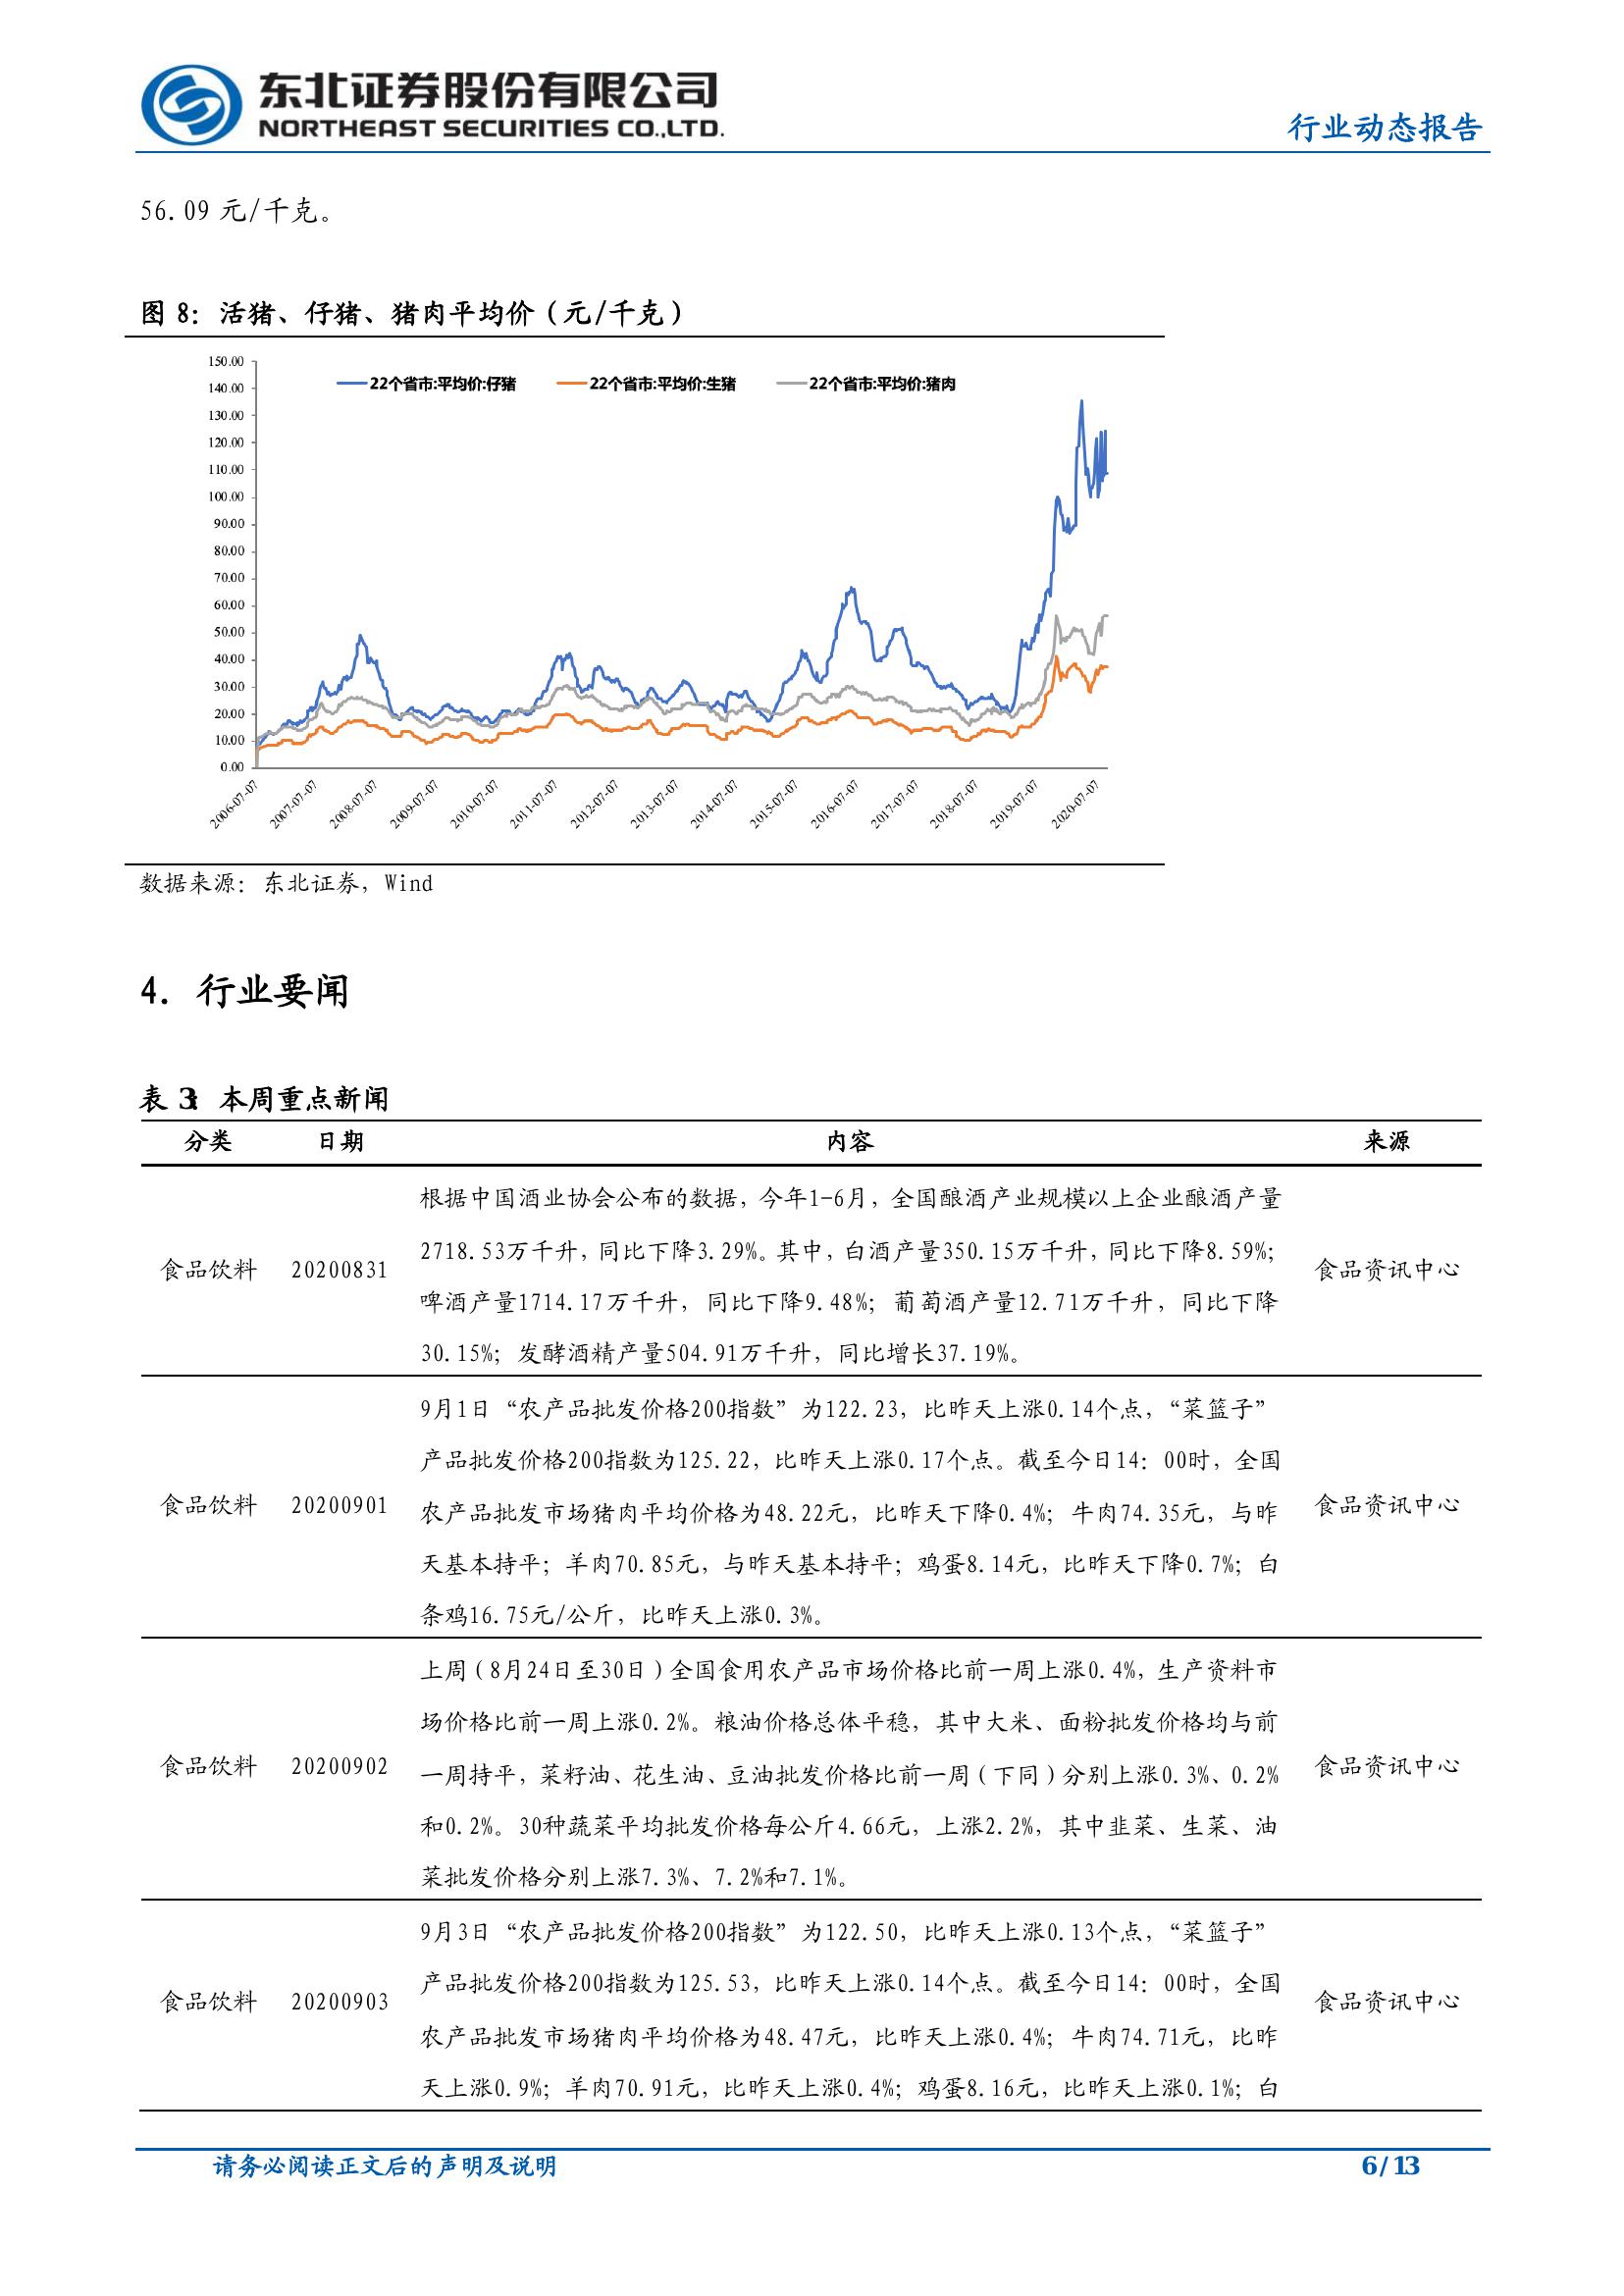 东北证券股份有限公司
NORTHEAST SECURITIES CO.,LTD.
行业动态报告
56.09 元/千克。
图 8：活猪、仔猪、猪肉平均价（元/千克）
22个省市:平均价:仔猪 22个省市:平均价:生猪 22个省市:平均价:猪肉
150.00
140.00
130.00
120.00
110.00
100.00
90.00
80.00
70.00
60.00
50.00
40.00
30.00
20.00
10.00
0.00
2006-07-07 2007-07-07 2008-07-07 2009-07-07 2010-07-07 2011-07-07 2012-07-07 2013-07-07 2014-07-07 2015-07-07 2016-07-07 2017-07-07 2018-07-07 2019-07-07 2020-07-07
数据来源：东北证券，Wind
4. 行业要闻
表 3：本周重点新闻
分类 日期 内容 来源
食品饮料 20200831 食品资讯中心
根据中国酒业协会公布的数据，今年1-6月，全国酿酒产业规模以上企业酿酒产量
2718.53万千升，同比下降3.29%。其中，白酒产量350.15万千升，同比下降8.59%；
啤酒产量1714.17万千升，同比下降9.48%；葡萄酒产量12.71万千升，同比下降
30.15%；发酵酒精产量504.91万千升，同比增长37.19%。
食品饮料 20200901 食品资讯中心
9月1日“农产品批发价格200指数”为122.23，比昨天上涨0.14个点，“菜篮子”
产品批发价格200指数为125.22，比昨天上涨0.17个点。截至今日14：00时，全国
农产品批发市场猪肉平均价格为48.22元，比昨天下降0.4%；牛肉74.35元，与昨
天基本持平；羊肉70.85元，与昨天基本持平；鸡蛋8.14元，比昨天下降0.7%；白
条鸡16.75元/公斤，比昨天上涨0.3%。
食品饮料 20200902 食品资讯中心
上周（8月24日至30日）全国食用农产品市场价格比前一周上涨0.4%，生产资料市
场价格比前一周上涨0.2%。粮油价格总体平稳，其中大米、面粉批发价格均与前
一周持平，菜籽油、花生油、豆油批发价格比前一周（下同）分别上涨0.3%、0.2%
和0.2%。30种蔬菜平均批发价格每公斤4.66元，上涨2.2%，其中韭菜、生菜、油
菜批发价格分别上涨7.3%、7.2%和7.1%。
食品饮料 20200903 食品资讯中心
9月3日“农产品批发价格200指数”为122.50，比昨天上涨0.13个点，“菜篮子”
产品批发价格200指数为125.53，比昨天上涨0.14个点。截至今日14：00时，全国
农产品批发市场猪肉平均价格为48.47元，比昨天上涨0.4%；牛肉74.71元，比昨
天上涨0.9%；羊肉70.91元，比昨天上涨0.4%；鸡蛋8.16元，比昨天上涨0.1%；白
请务必阅读正文后的声明及说明
6/13